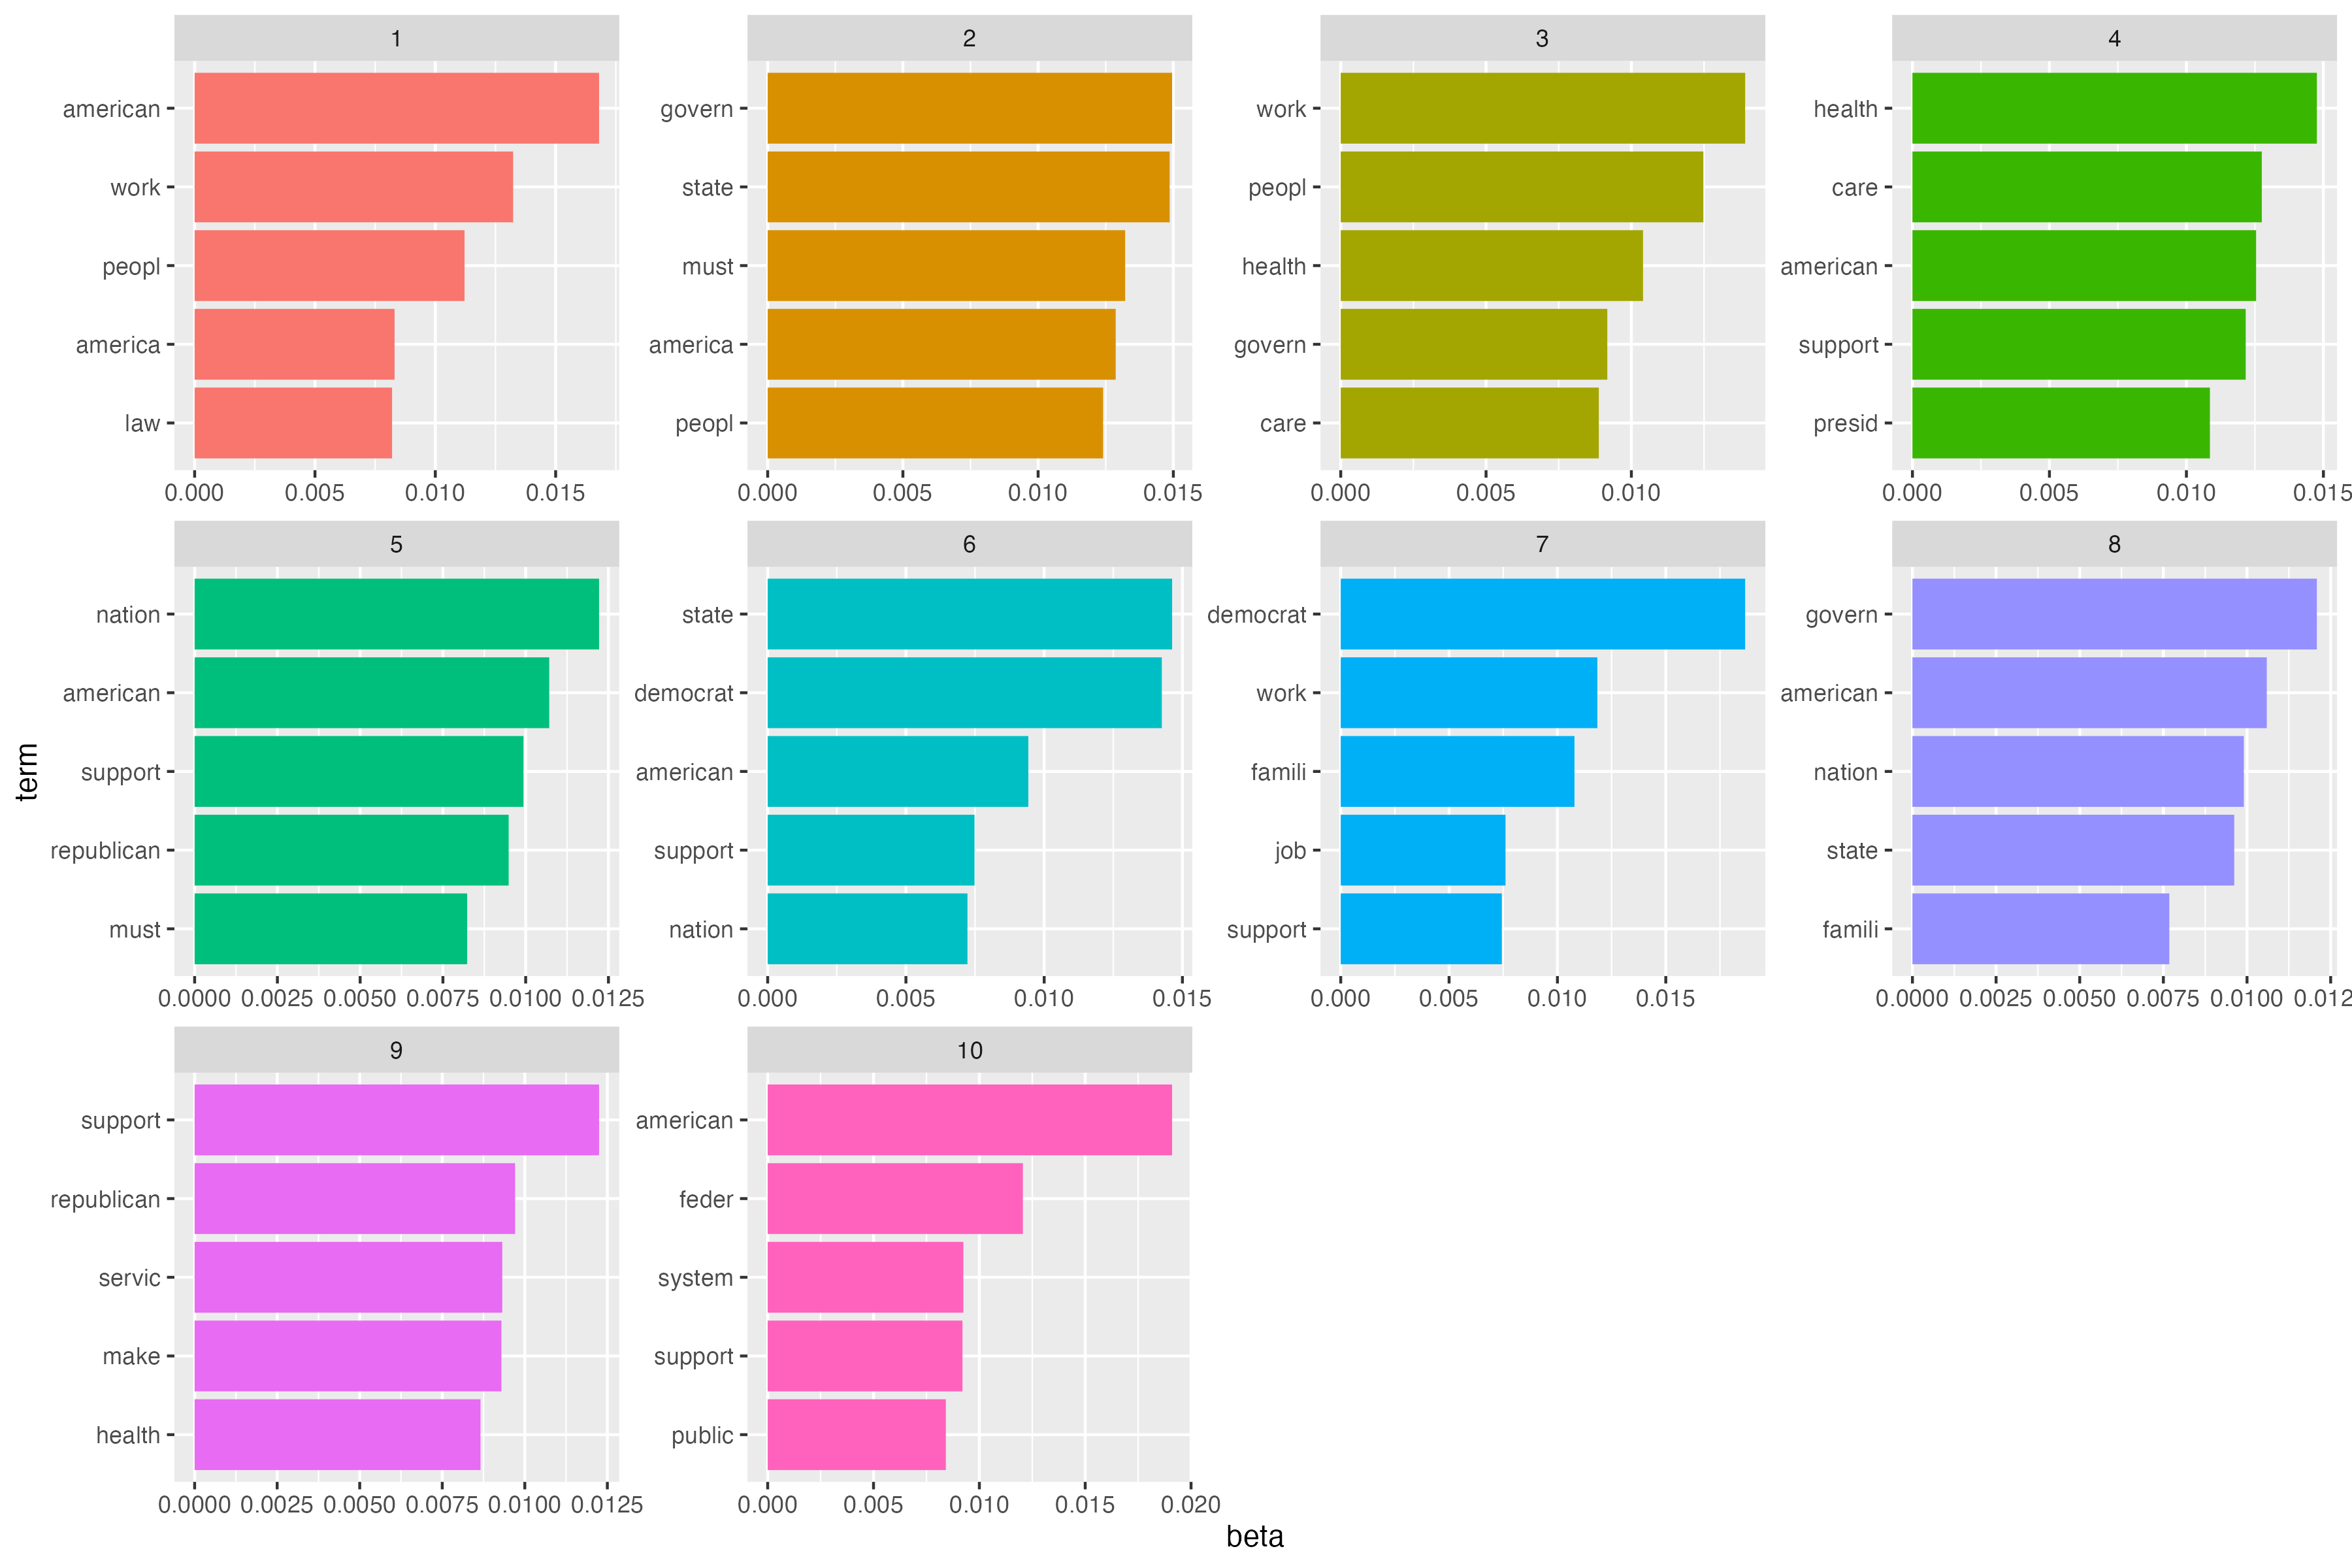 1
american
work
peopl
america
law
0.000 0.005 0.010 0.015
2
govern
state
must
america
peopl
0.000 0.005 0.010 0.015
3
work
peopl
health
govern
care
0.000 0.005 0.010
4
health
care
american
support
presid
0.000 0.005 0.010 0.015
5
nation
american
support
republican
must
0.0000 0.0025 0.0050 0.0075 0.0100 0.0125
6
state
democrat
american
support
nation
0.000 0.005 0.010 0.015
7
democrat
work
famili
job
support
0.000 0.005 0.010 0.015
8
govern
american
nation
state
famili
0.0000 0.0025 0.0050 0.0075 0.0100 0.012
9
support
republican
servic
make
health
0.0000 0.0025 0.0050 0.0075 0.0100 0.0125
10
american
feder
system
support
public
0.000 0.005 0.010 0.015 0.020
term
beta